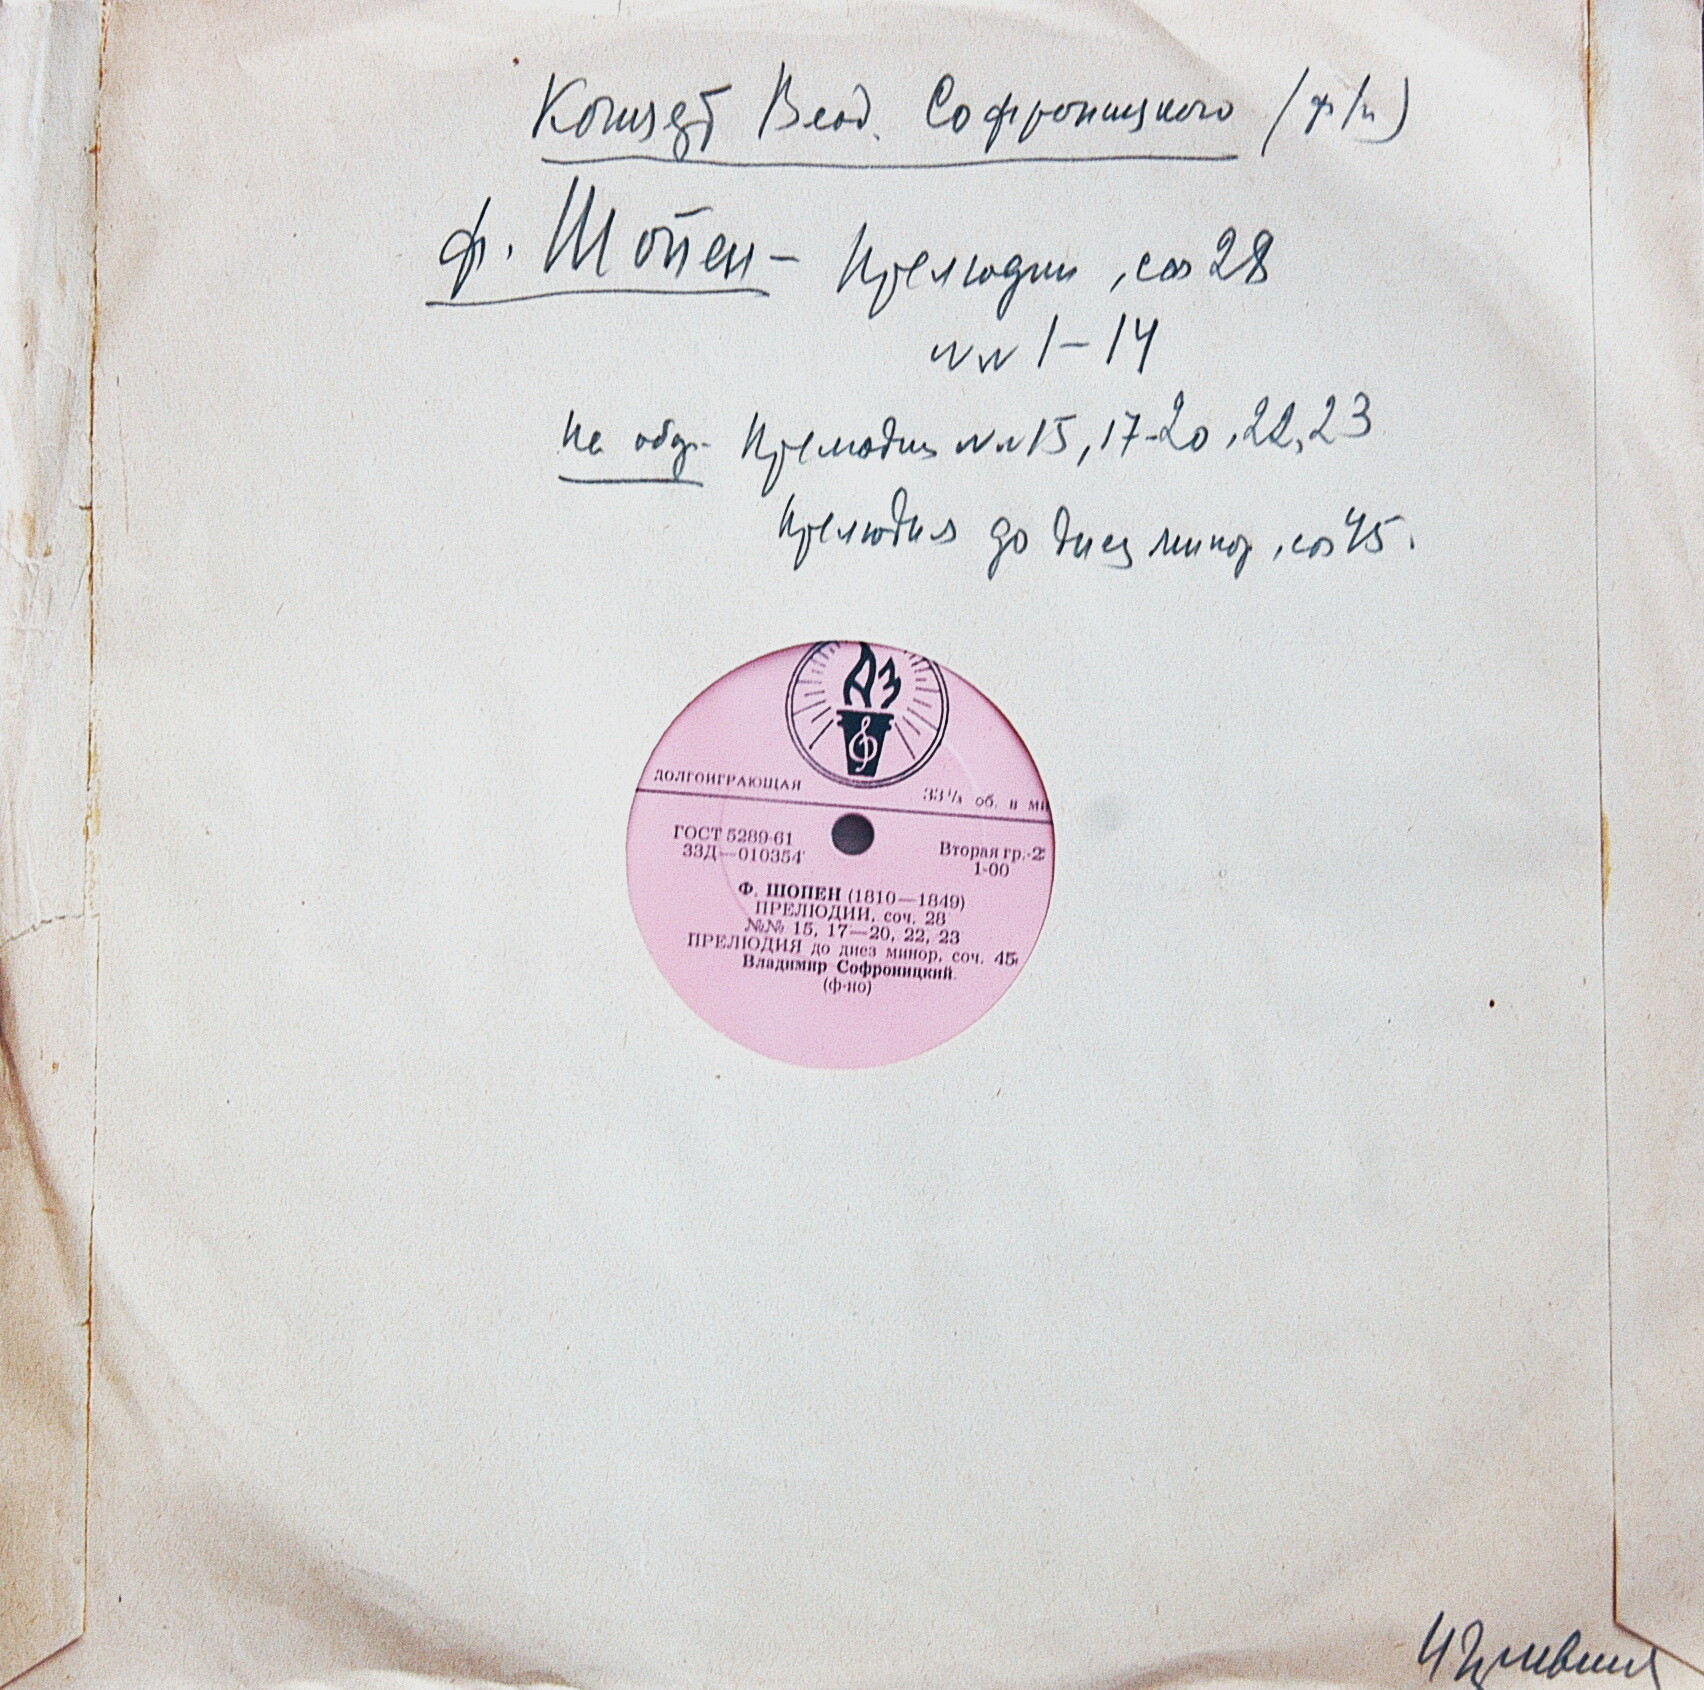 Концерт Влад. Софроницкого (ф/п)
Ф. Шопен - Прелюдии, соч 28
№№ 1-14
На обор. Прелюдии №№ 15, 17-20, 22, 23
Прелюдия до диез минор, соч 45.
АЗ
ДОЛГОИГРАЮЩАЯ 33⅓ об. в ми
ГОСТ 5289-61
33Д—010354
Вторая гр.-2
1-00
Ф. ШОПЕН (1810—1849)
ПРЕЛЮДИИ, соч. 28
№№ 15, 17—20, 22, 23
ПРЕЛЮДИЯ до диез минор, соч. 45
Владимир Софроницкий
(ф-но)